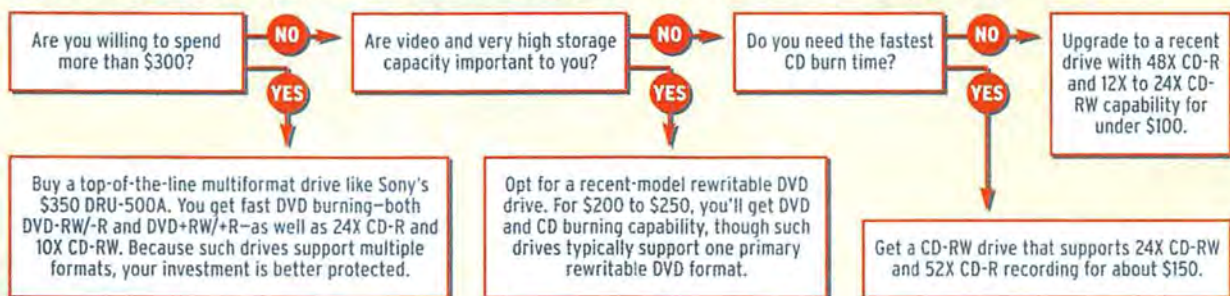 Are you willing to spend
more than $300?
NO
YES
Are video and very high storage
capacity important to you?
NO
YES
Do you need the fastest
CD burn time?
NO
YES
Upgrade to a recent
drive with 48X CD-R
and 12X to 24X CD-
RW capability for
under $100.
Buy a top-of-the-line multiformat drive like Sony's
$350 DRU-500A. You get fast DVD burning—both
DVD-RW/-R and DVD+RW/+R—as well as 24X CD-R and
10X CD-RW. Because such drives support multiple
formats, your investment is better protected.
Opt for a recent-model rewritable DVD
drive. For $200 to $250, you'll get DVD
and CD burning capability, though such
drives typically support one primary
rewritable DVD format.
Get a CD-RW drive that supports 24X CD-RW
and 52X CD-R recording for about $150.